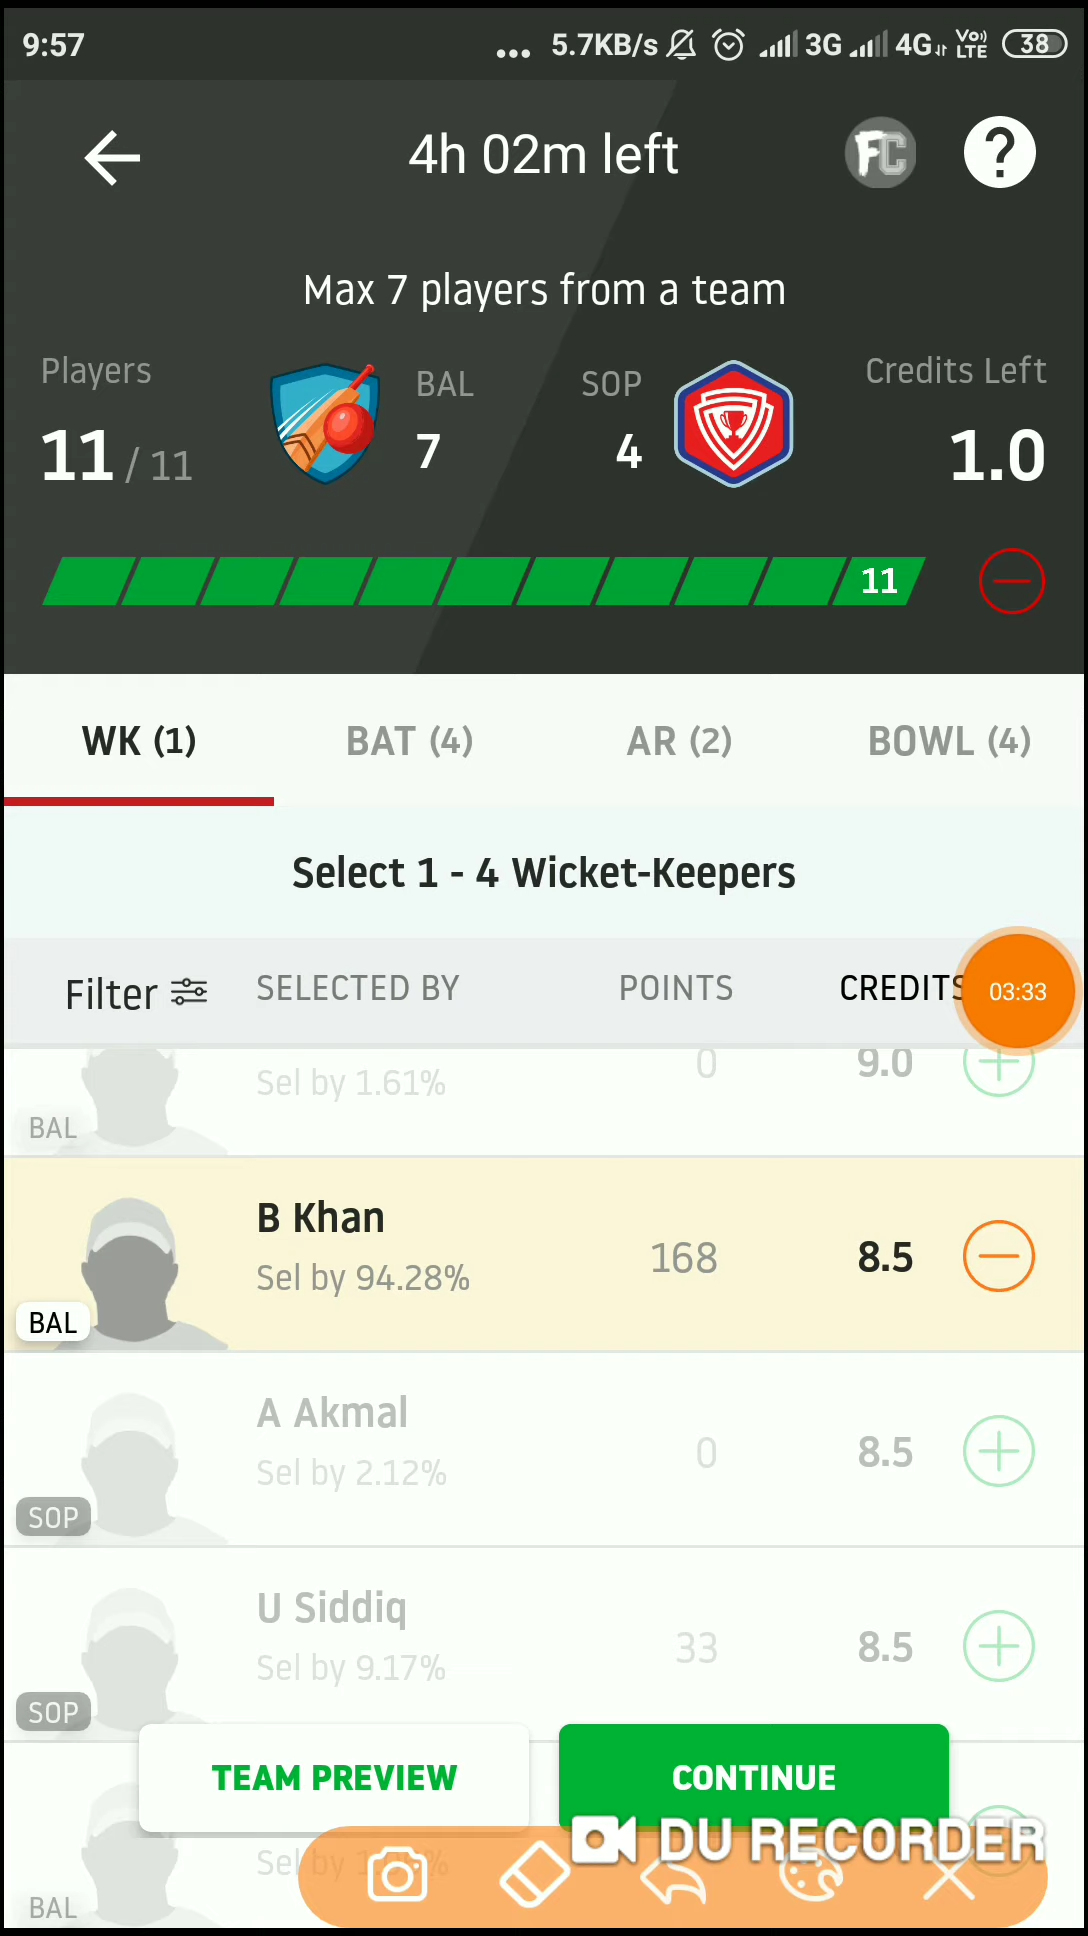 9:57 ... 5.7KB/s 3G 4G VoLTE 38
4h 02m left FC ?
Max 7 players from a team
Players BAL SOP Credits Left
11 / 11 7 4 1.0
11
WK (1) BAT (4) AR (2) BOWL (4)
Select 1 - 4 Wicket-Keepers
Filter SELECTED BY POINTS CREDITS 03:33
Sel by 1.61% 0 9.0
BAL
B Khan
Sel by 94.28% 168 8.5
BAL
A Akmal
Sel by 2.12% 0 8.5
SOP
U Siddiq
Sel by 9.17% 33 8.5
SOP
TEAM PREVIEW CONTINUE
DU RECORDER
Sel by
BAL